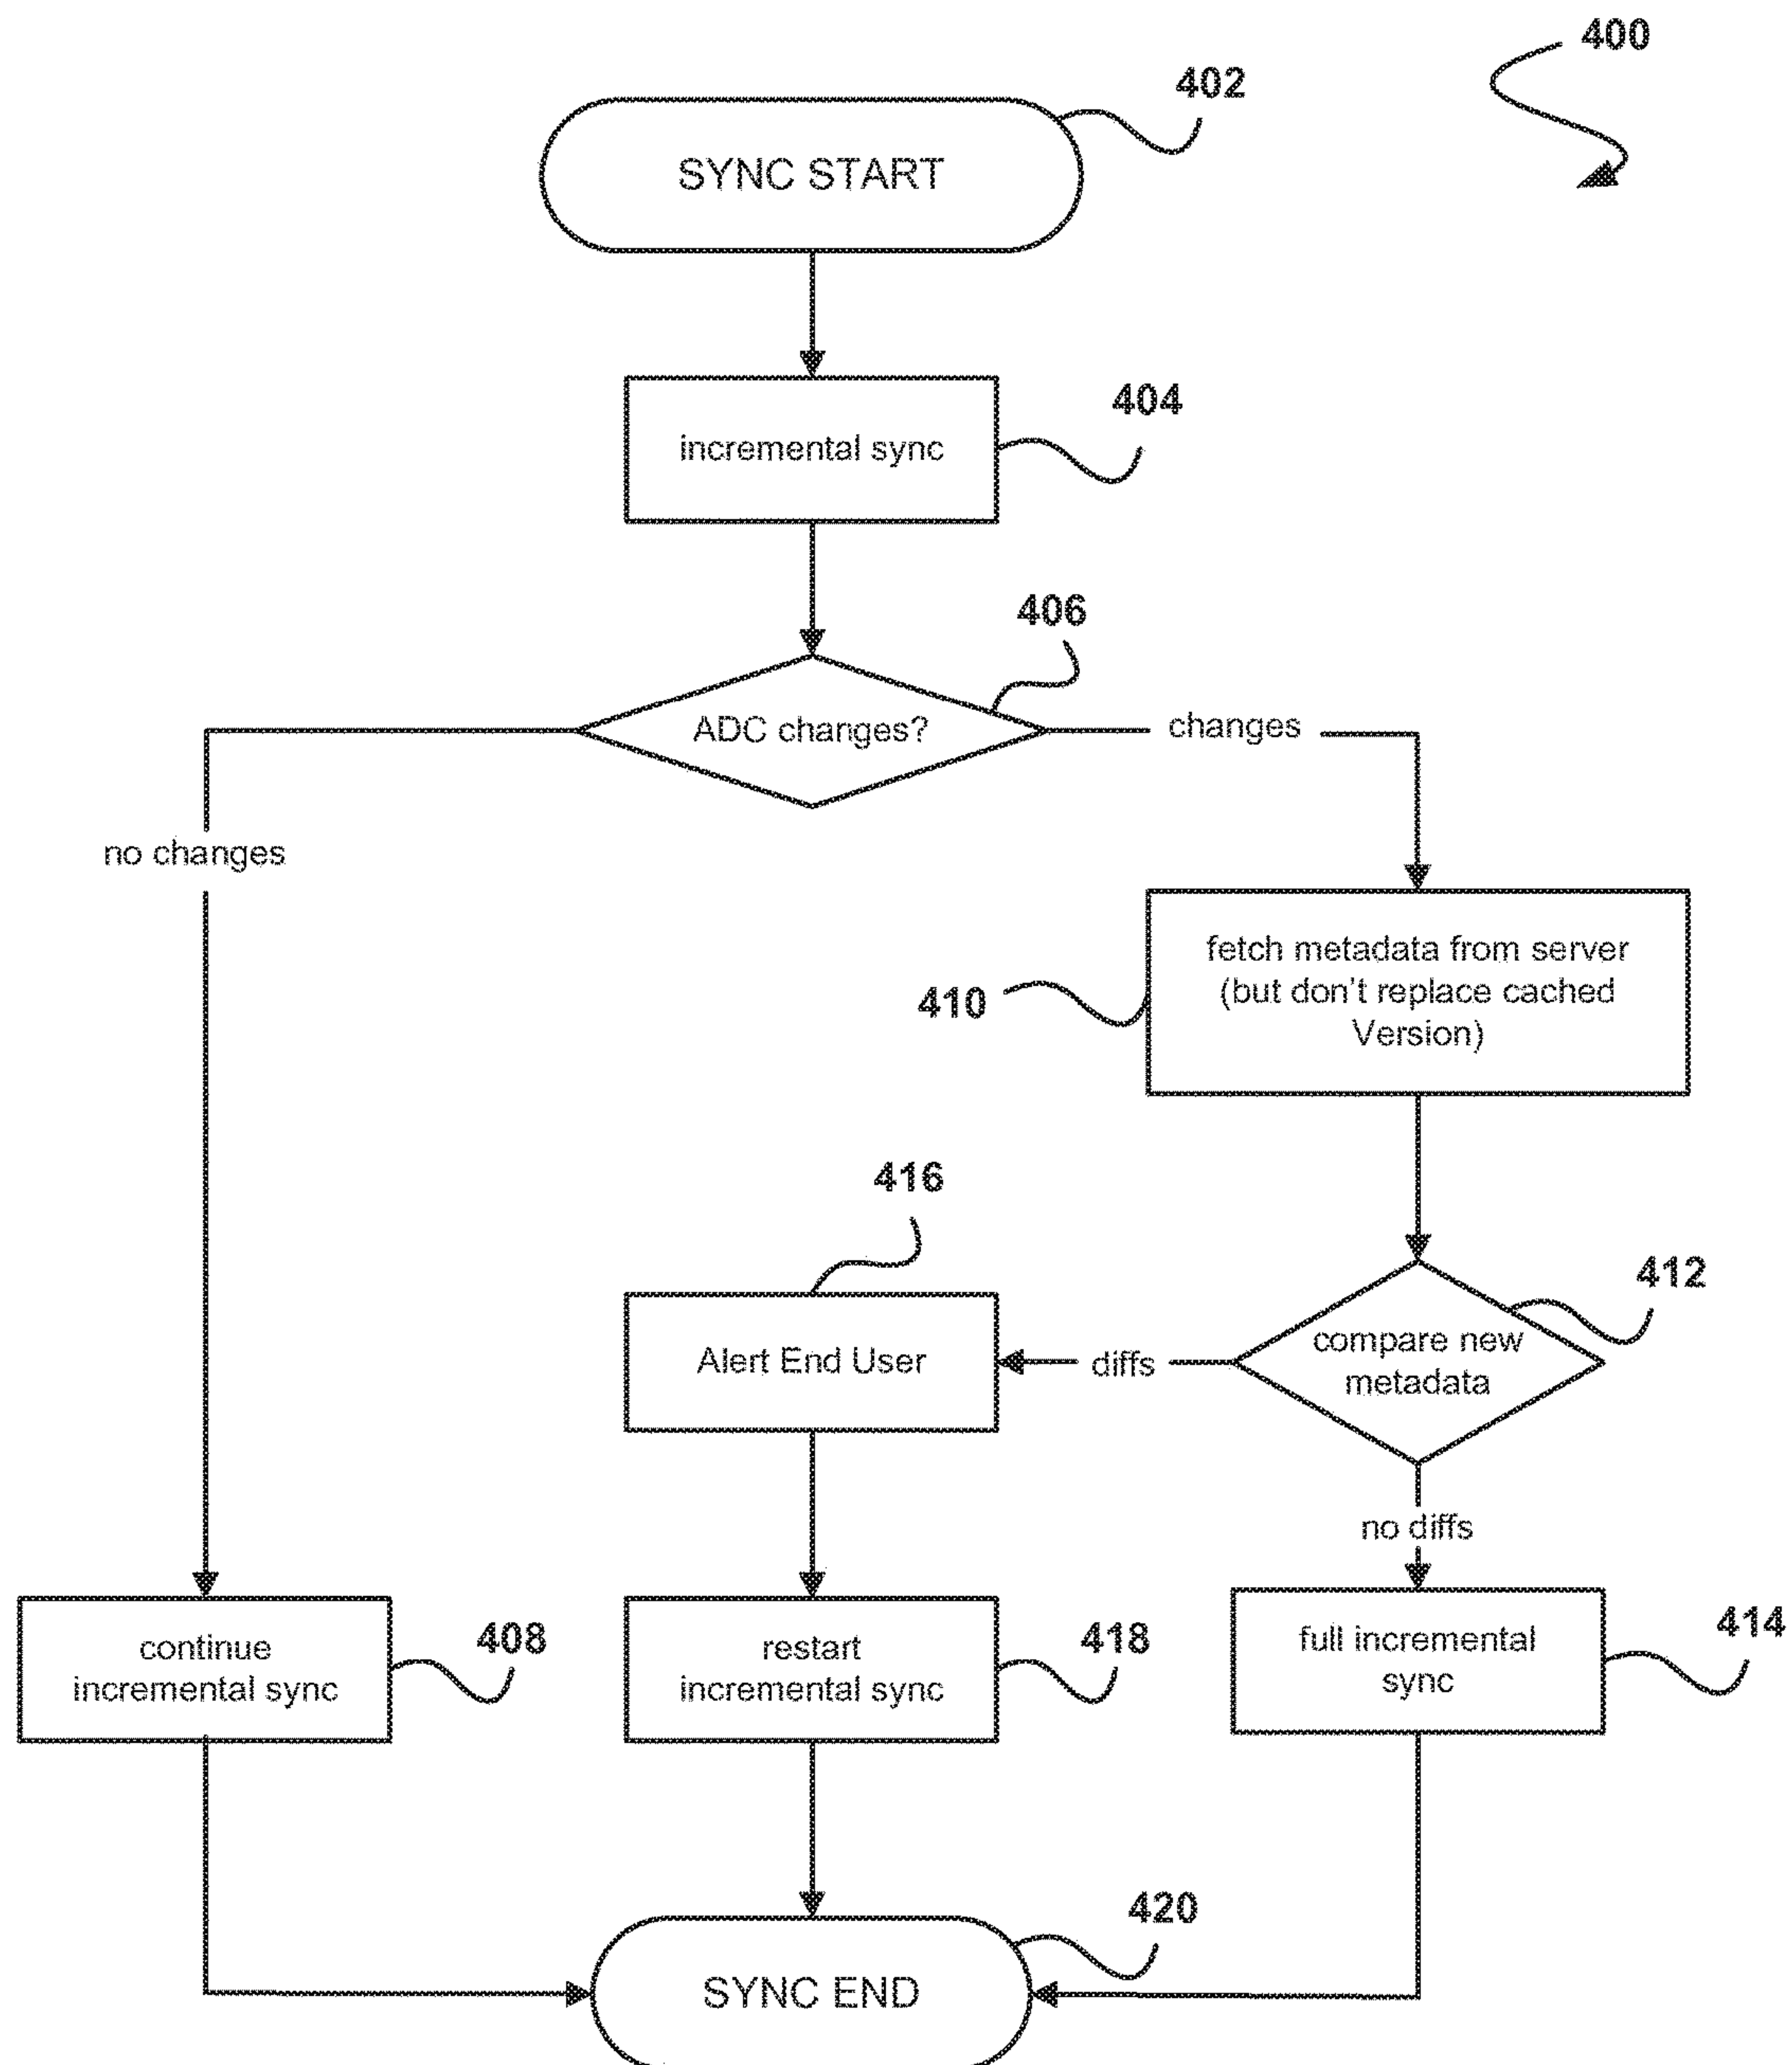 400
402
SYNC START
404
incremental sync
406
ADC changes?
changes
no changes
fetch metadata from server
(but don't replace cached
Version)
410
416
412
Alert End User
diffs
compare new
metadata
no diffs
continue
incremental sync
408
restart
incremental sync
418
full incremental
sync
414
420
SYNC END